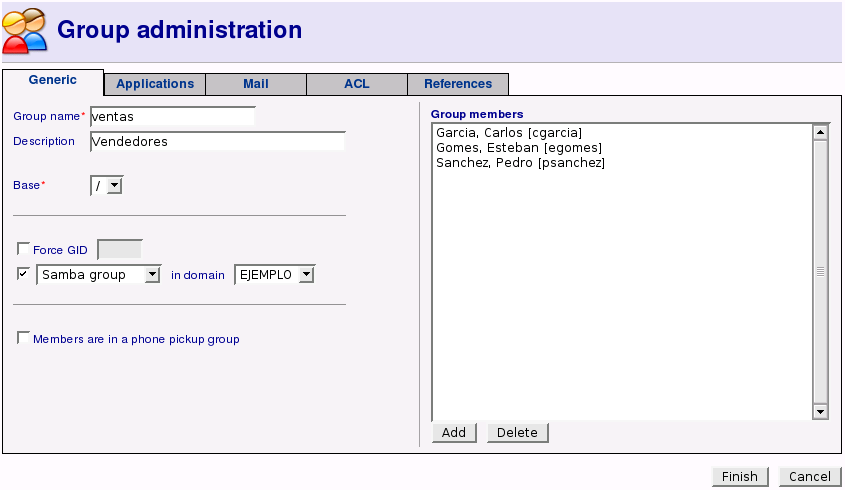 Group administration
Generic
Applications
Mail
ACL
References
Group name* ventas
Description Vendedores
Base* /
Force GID
Samba group in domain EJEMPLO
Members are in a phone pickup group
Group members
Garcia, Carlos [cgarcia]
Gomes, Esteban [egomes]
Sanchez, Pedro [psanchez]
Add Delete
Finish Cancel